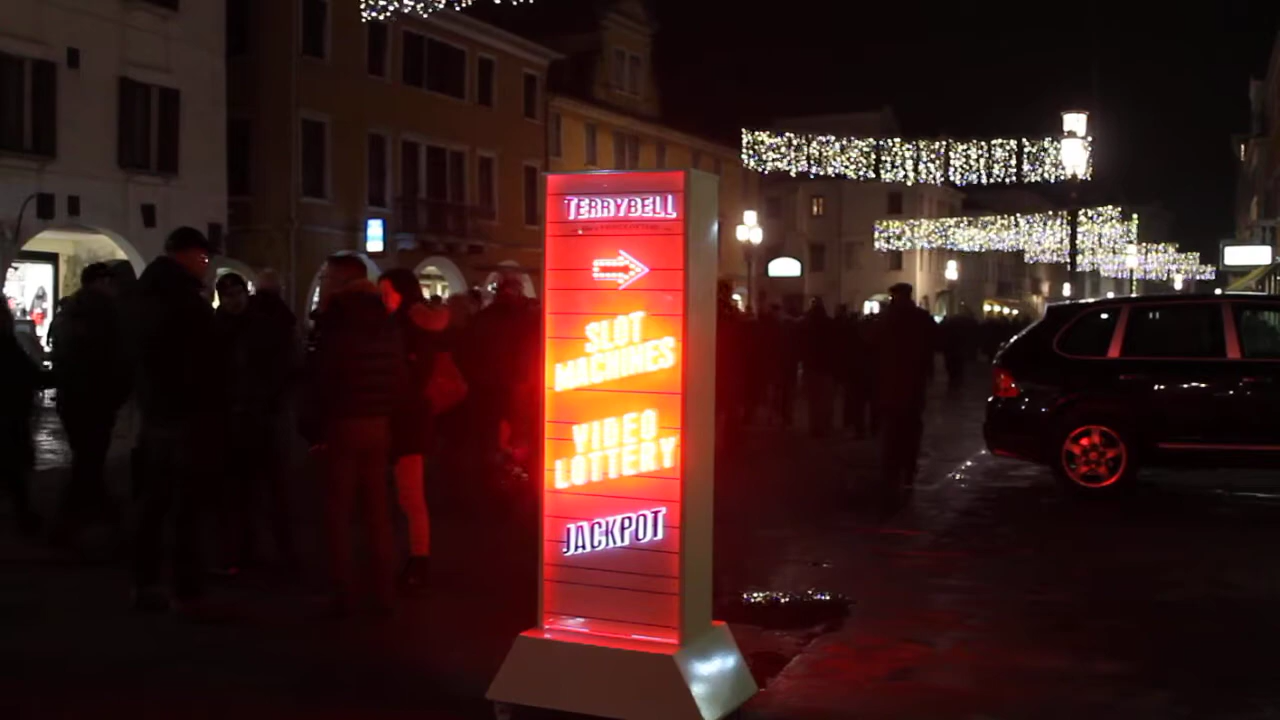 TERRYBELL
SLOT
MACHINES
VIDEO
LOTTERY
JACKPOT